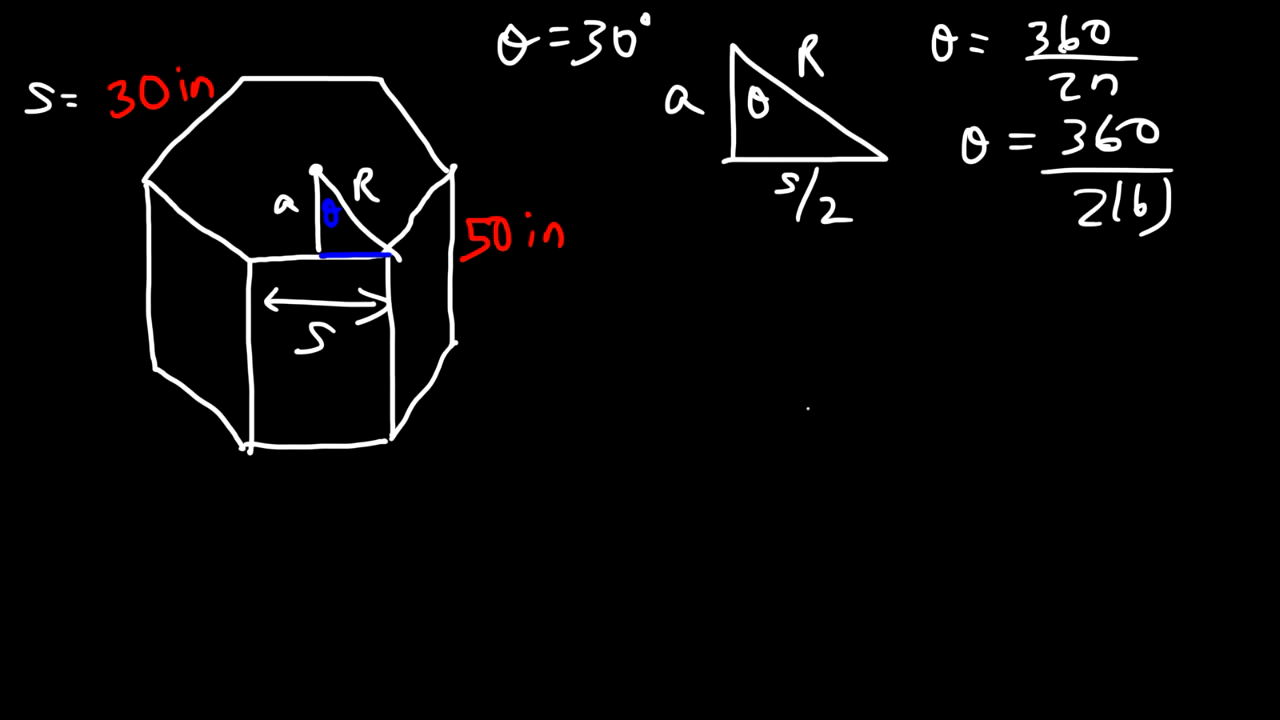 s = 30 in
θ = 30°
a
R
θ
s/2
θ = 360
2n
θ = 360
2(6)
a
R
θ
50 in
s